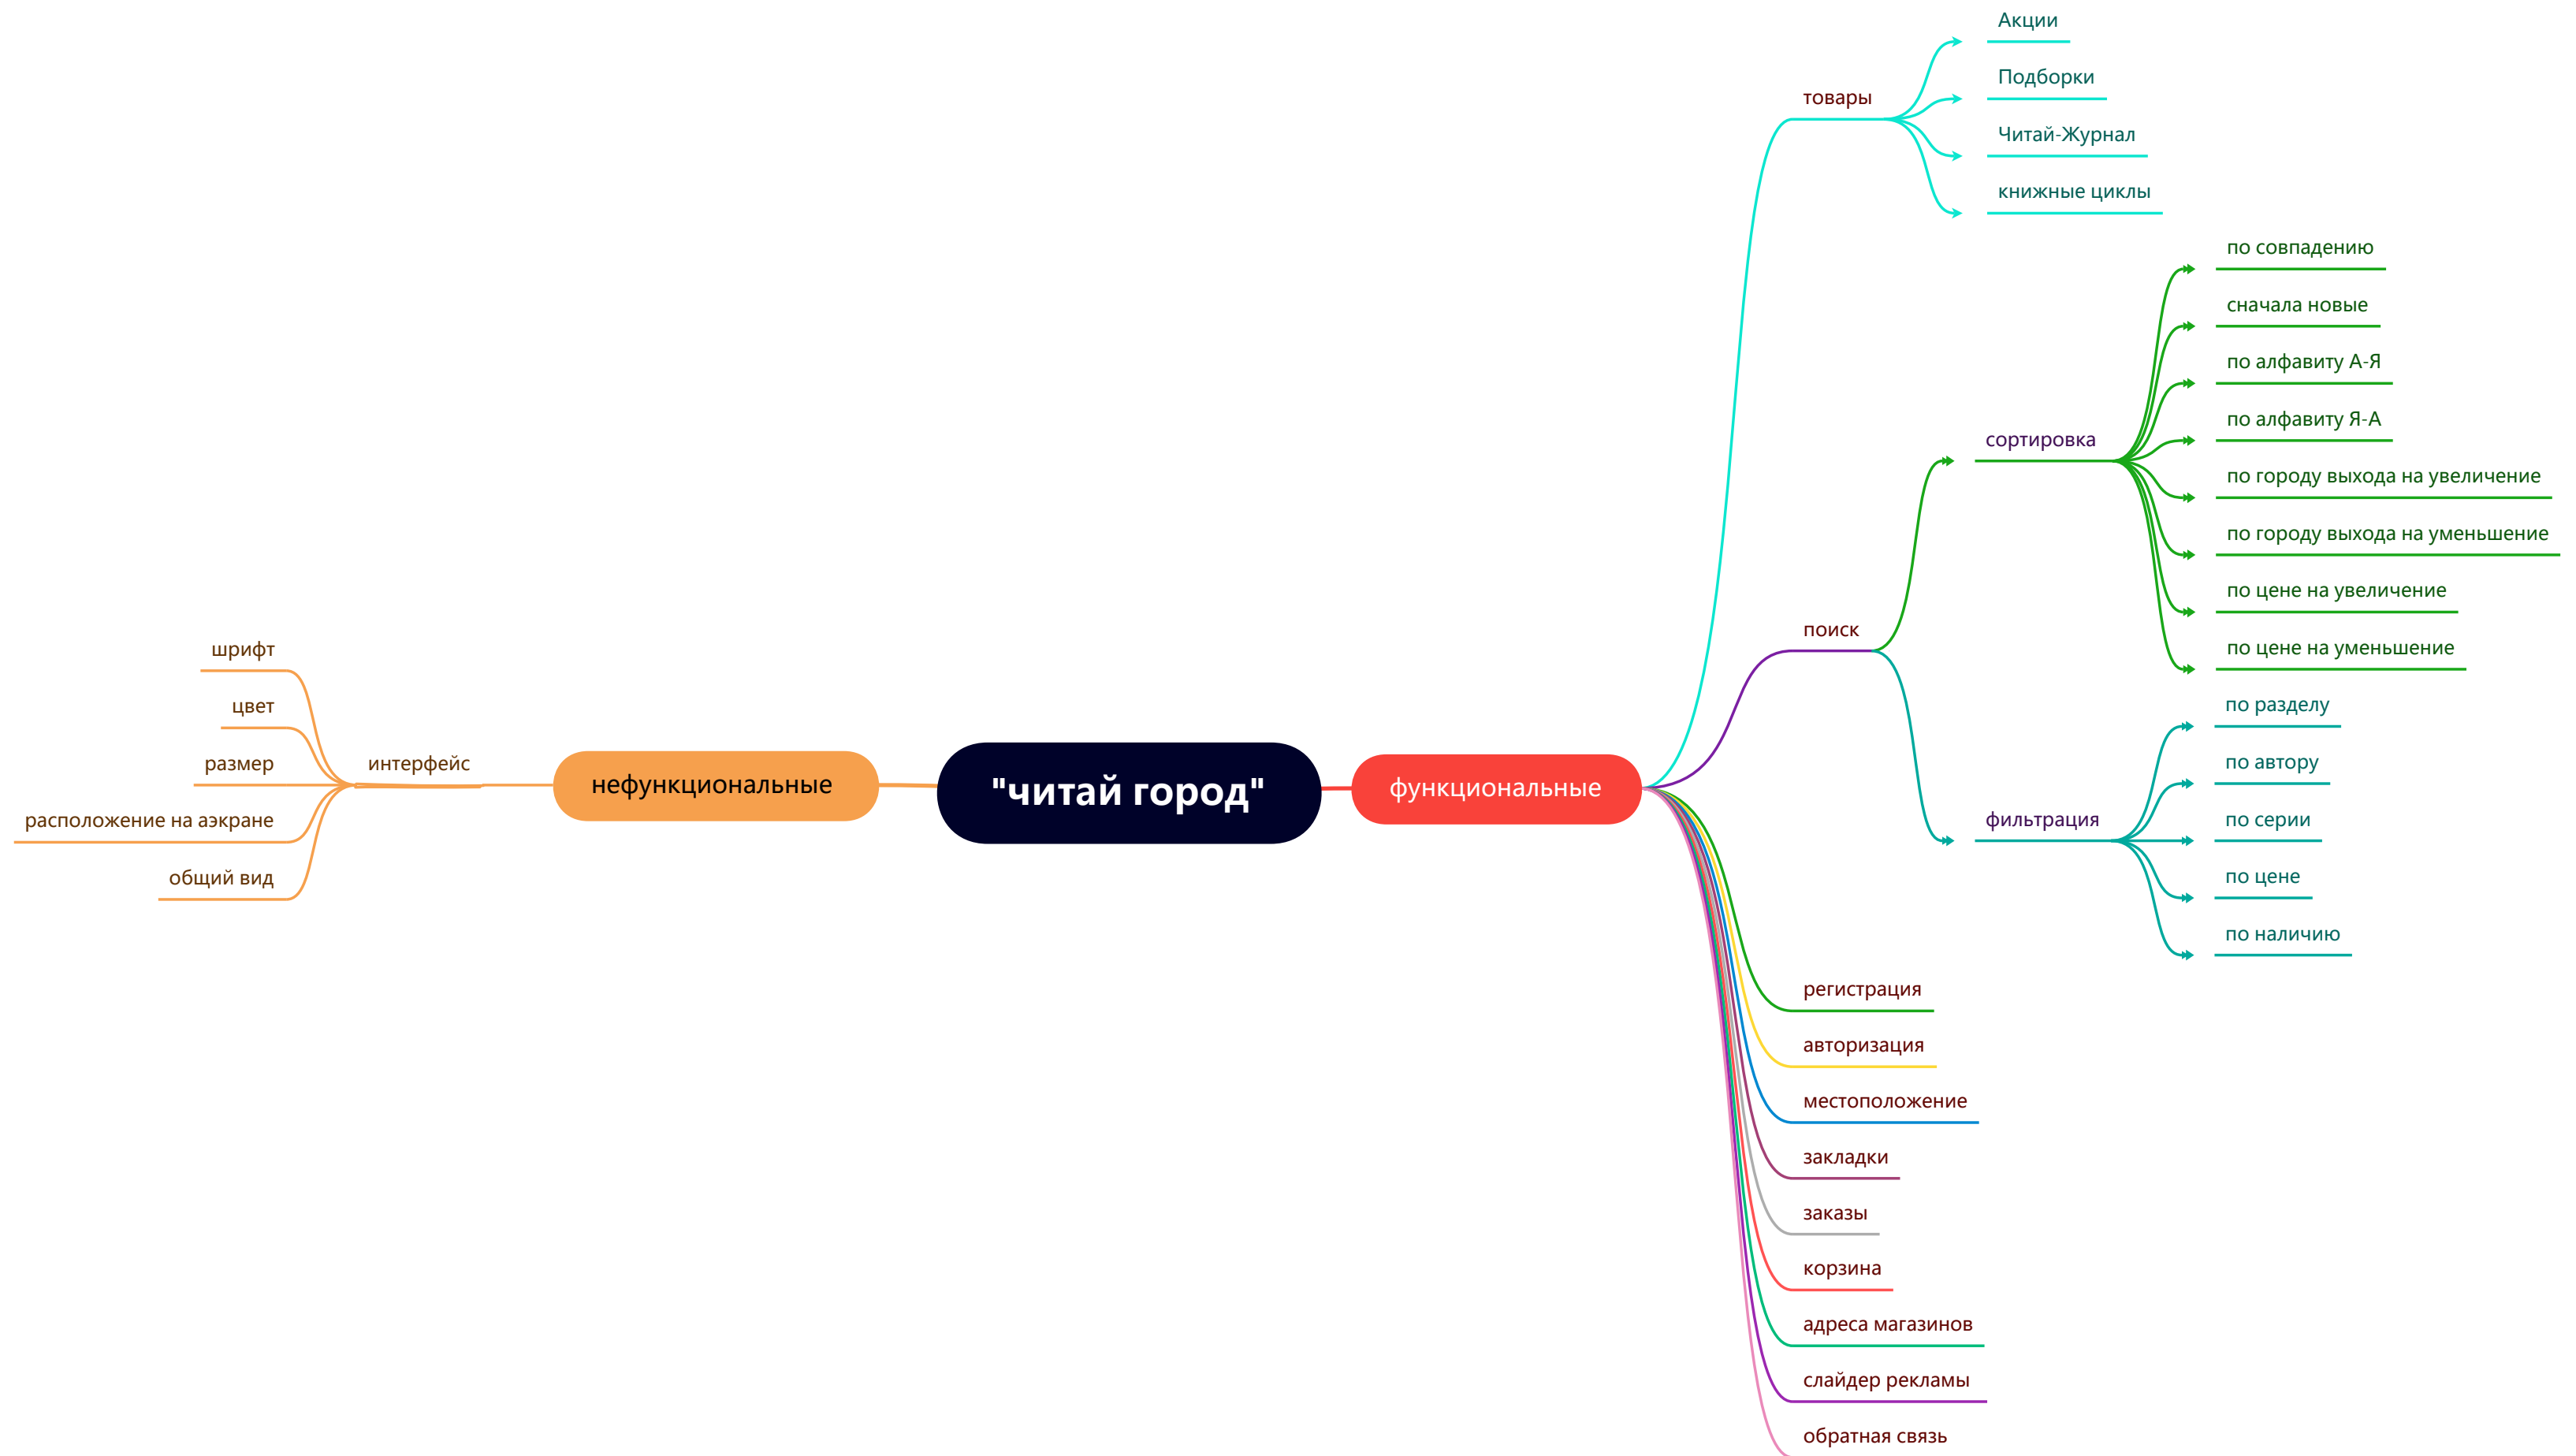 "читай город"
функциональные
товары
Акции
Подборки
Читай-Журнал
книжные циклы
поиск
сортировка
по совпадению
сначала новые
по алфавиту А-Я
по алфавиту Я-А
по городу выхода на увеличение
по городу выхода на уменьшение
по цене на увеличение
по цене на уменьшение
фильтрация
по разделу
по автору
по серии
по цене
по наличию
регистрация
авторизация
местоположение
закладки
заказы
корзина
адреса магазинов
слайдер рекламы
обратная связь
нефункциональные
интерфейс
шрифт
цвет
размер
расположение на аэкране
общий вид